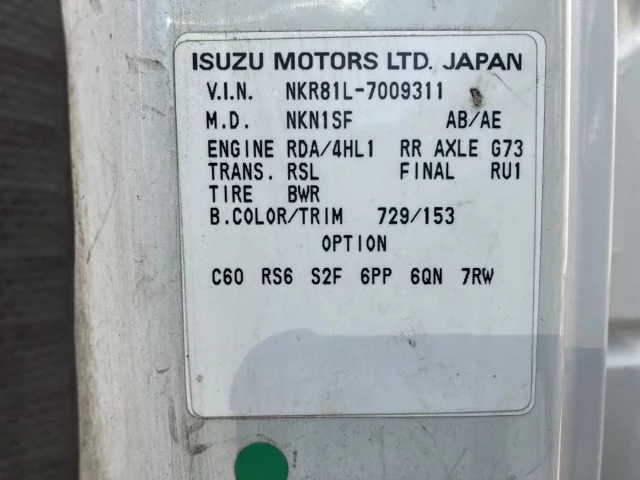 ISUZU MOTORS LTD. JAPAN
V.I.N. NKR81L-7009311
M.D. NKN1SF AB/AE
ENGINE RDA/4HL1 RR AXLE G73
TRANS. RSL FINAL RU1
TIRE BWR
B.COLOR/TRIM 729/153
OPTION
C60 RS6 S2F 6PP 6QN 7RW